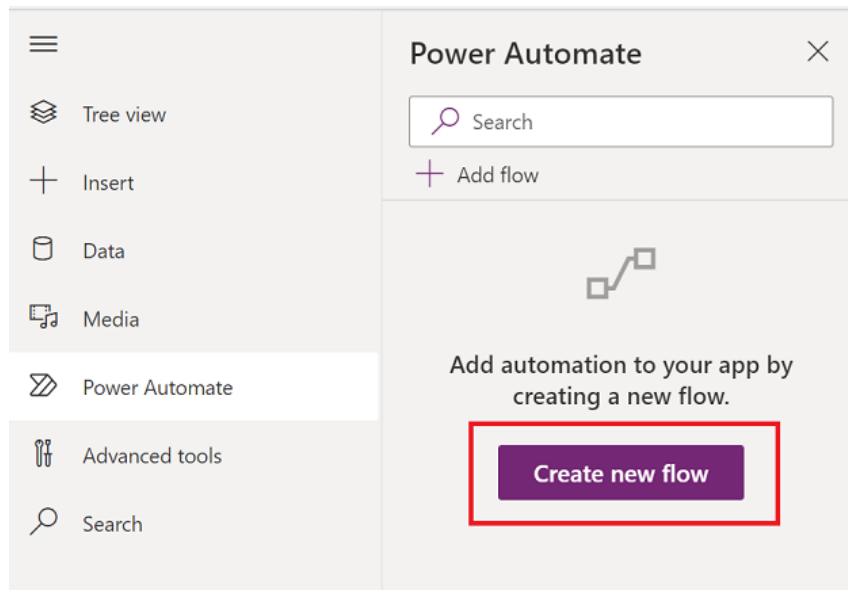 Tree view
Insert
Data
Media
Power Automate
Advanced tools
Search
Power Automate
Search
Add flow
Add automation to your app by
creating a new flow.
Create new flow